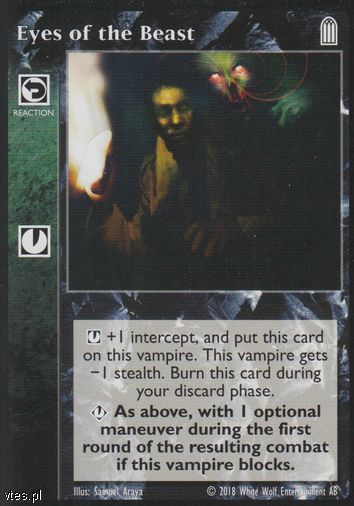 Eyes of the Beast
REACTION
+1 intercept, and put this card
on this vampire. This vampire gets
−1 stealth. Burn this card during
your discard phase.
As above, with 1 optional
maneuver during the first
round of the resulting combat
if this vampire blocks.
Illus: Samuel Araya
© 2018 White Wolf Entertainment AB
vtes.pl